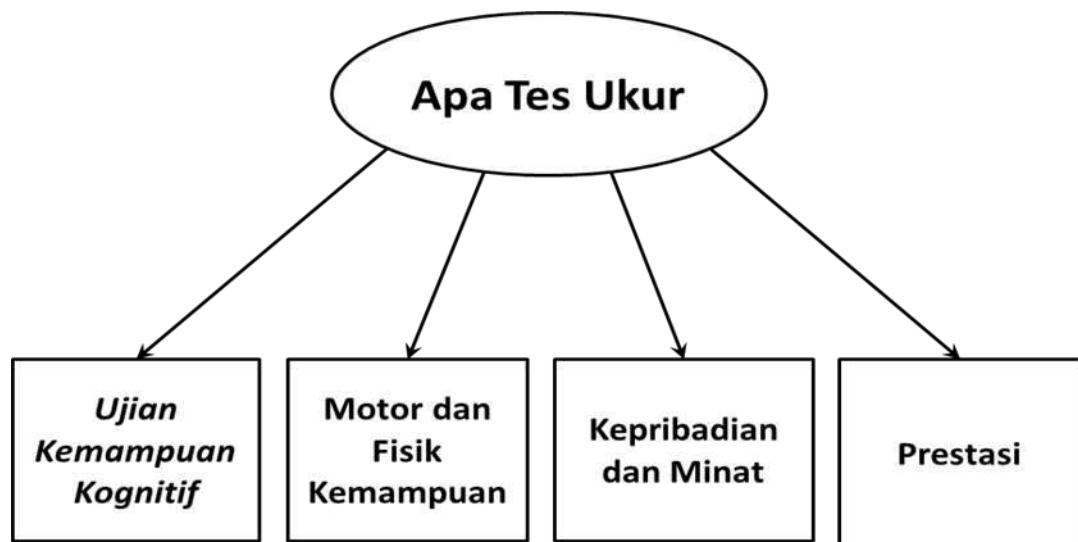 Apa Tes Ukur
Ujian
Kemampuan
Kognitif
Motor dan
Fisik
Kemampuan
Kepribadian
dan Minat
Prestasi